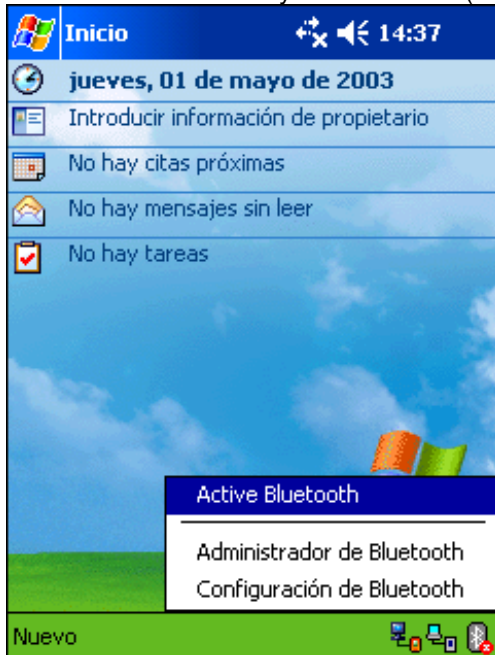 Inicio 14:37
jueves, 01 de mayo de 2003
Introducir información de propietario
No hay citas próximas
No hay mensajes sin leer
No hay tareas
Active Bluetooth
Administrador de Bluetooth
Configuración de Bluetooth
Nuevo